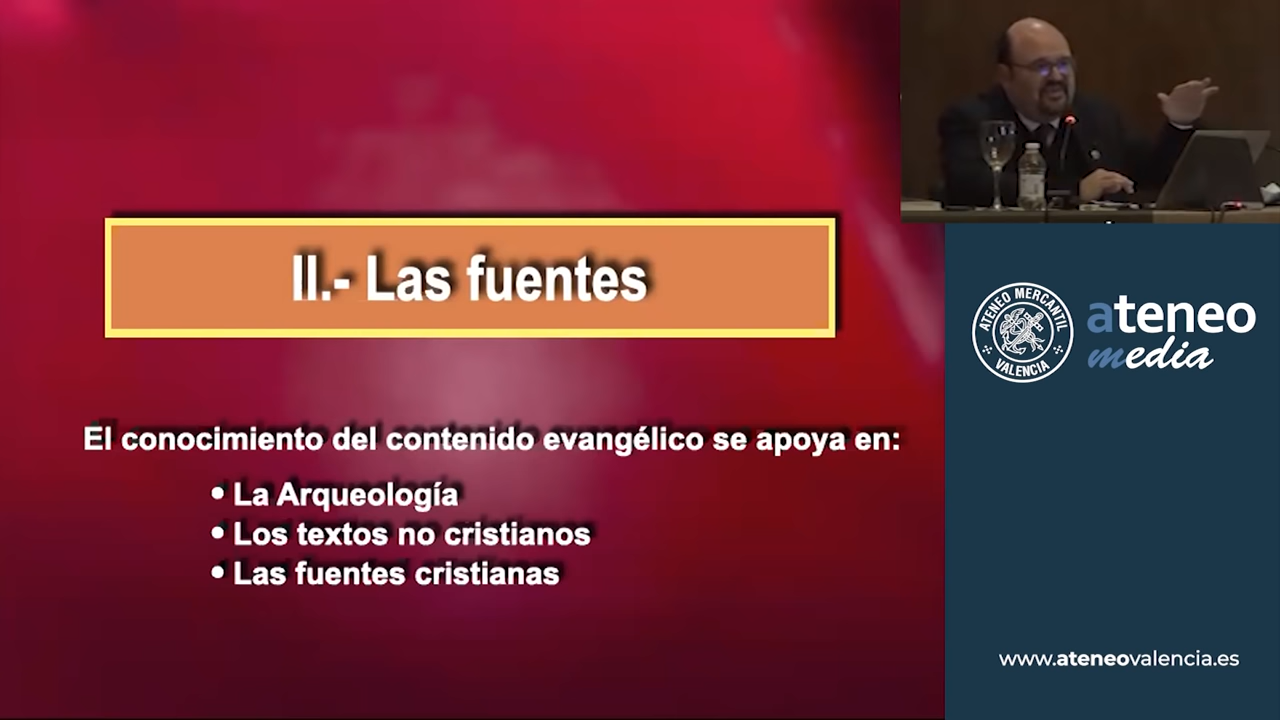 II.- Las fuentes
El conocimiento del contenido evangélico se apoya en:
• La Arqueología
• Los textos no cristianos
• Las fuentes cristianas
ATENEO MERCANTIL
VALENCIA
ateneo
media
www.ateneovalencia.es